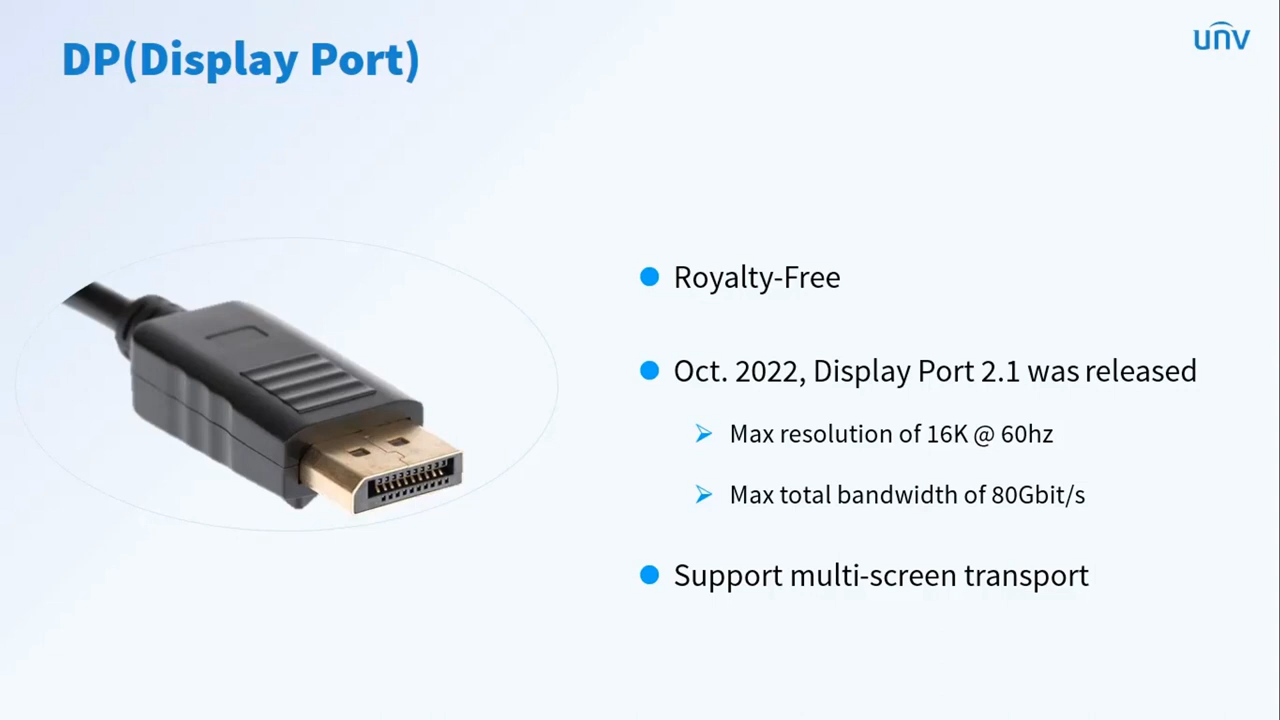 DP(Display Port)
unv
Royalty-Free
Oct. 2022, Display Port 2.1 was released
Max resolution of 16K @ 60hz
Max total bandwidth of 80Gbit/s
Support multi-screen transport